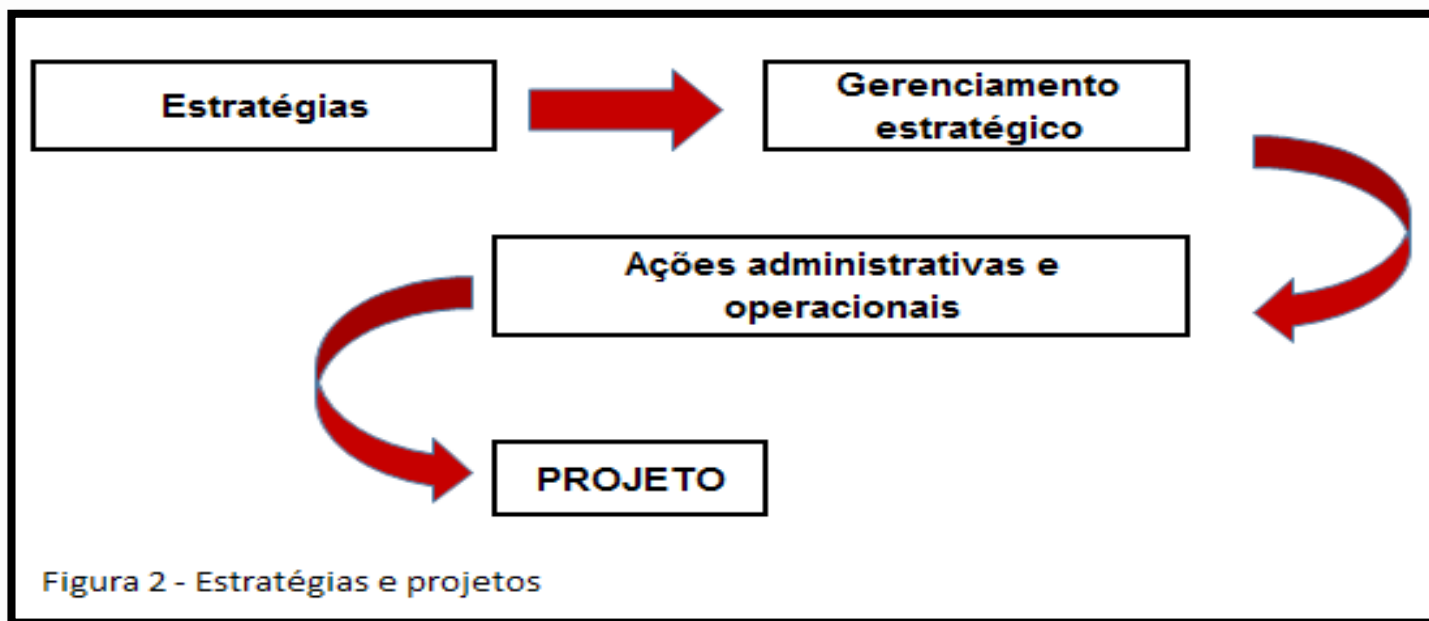 Estratégias
Gerenciamento
estratégico
Ações administrativas e
operacionais
PROJETO
Figura 2 - Estratégias e projetos